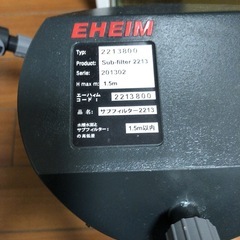 EHEIM
Typ: 2213800
Product: Sub-filter 2213
Serie: 201302
H max m: 1.5m
エーハイム
コード: 2213800
品 名: サブフィルター2213
水槽水面と
サブフィルター
の高低差 1.5m以内